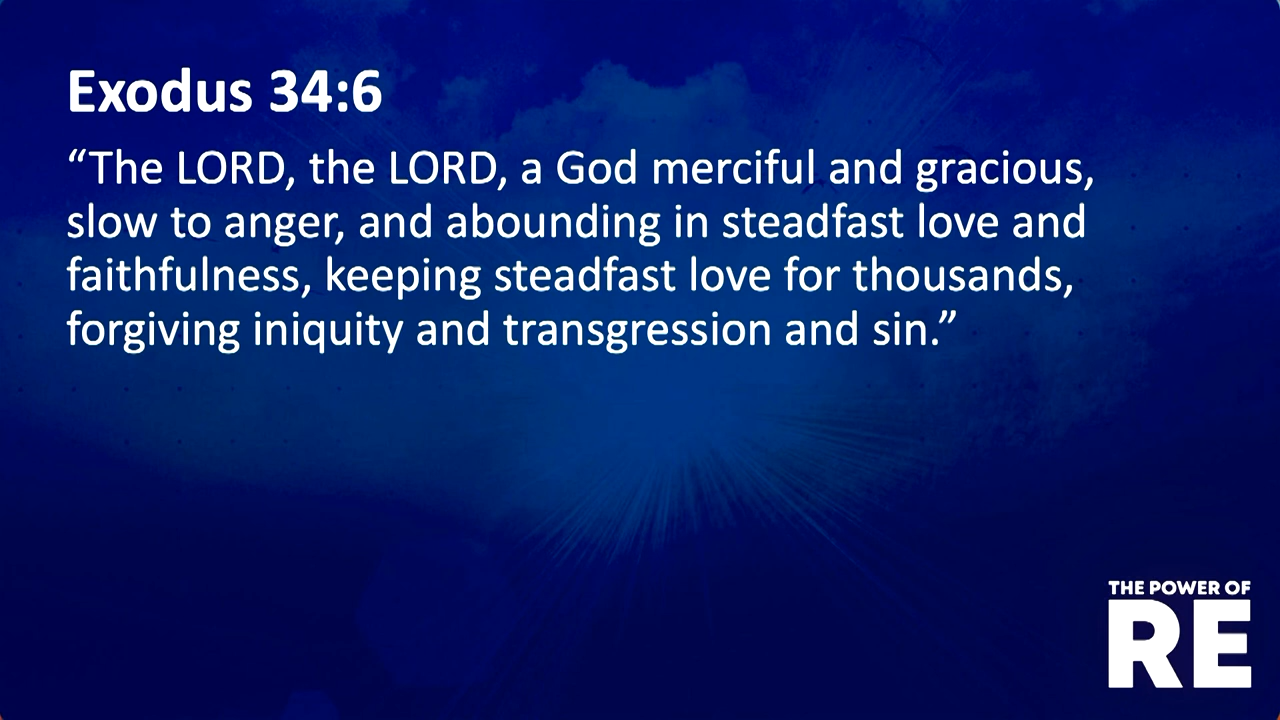 Exodus 34:6
“The LORD, the LORD, a God merciful and gracious,
slow to anger, and abounding in steadfast love and
faithfulness, keeping steadfast love for thousands,
forgiving iniquity and transgression and sin.”
THE POWER OF
RE